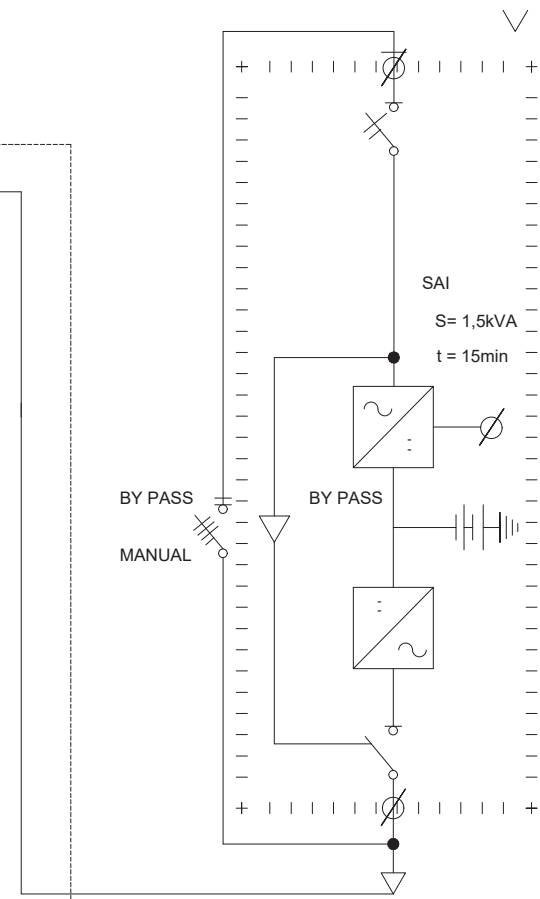 SAI
S= 1,5kVA
t = 15min
BY PASS
BY PASS
MANUAL